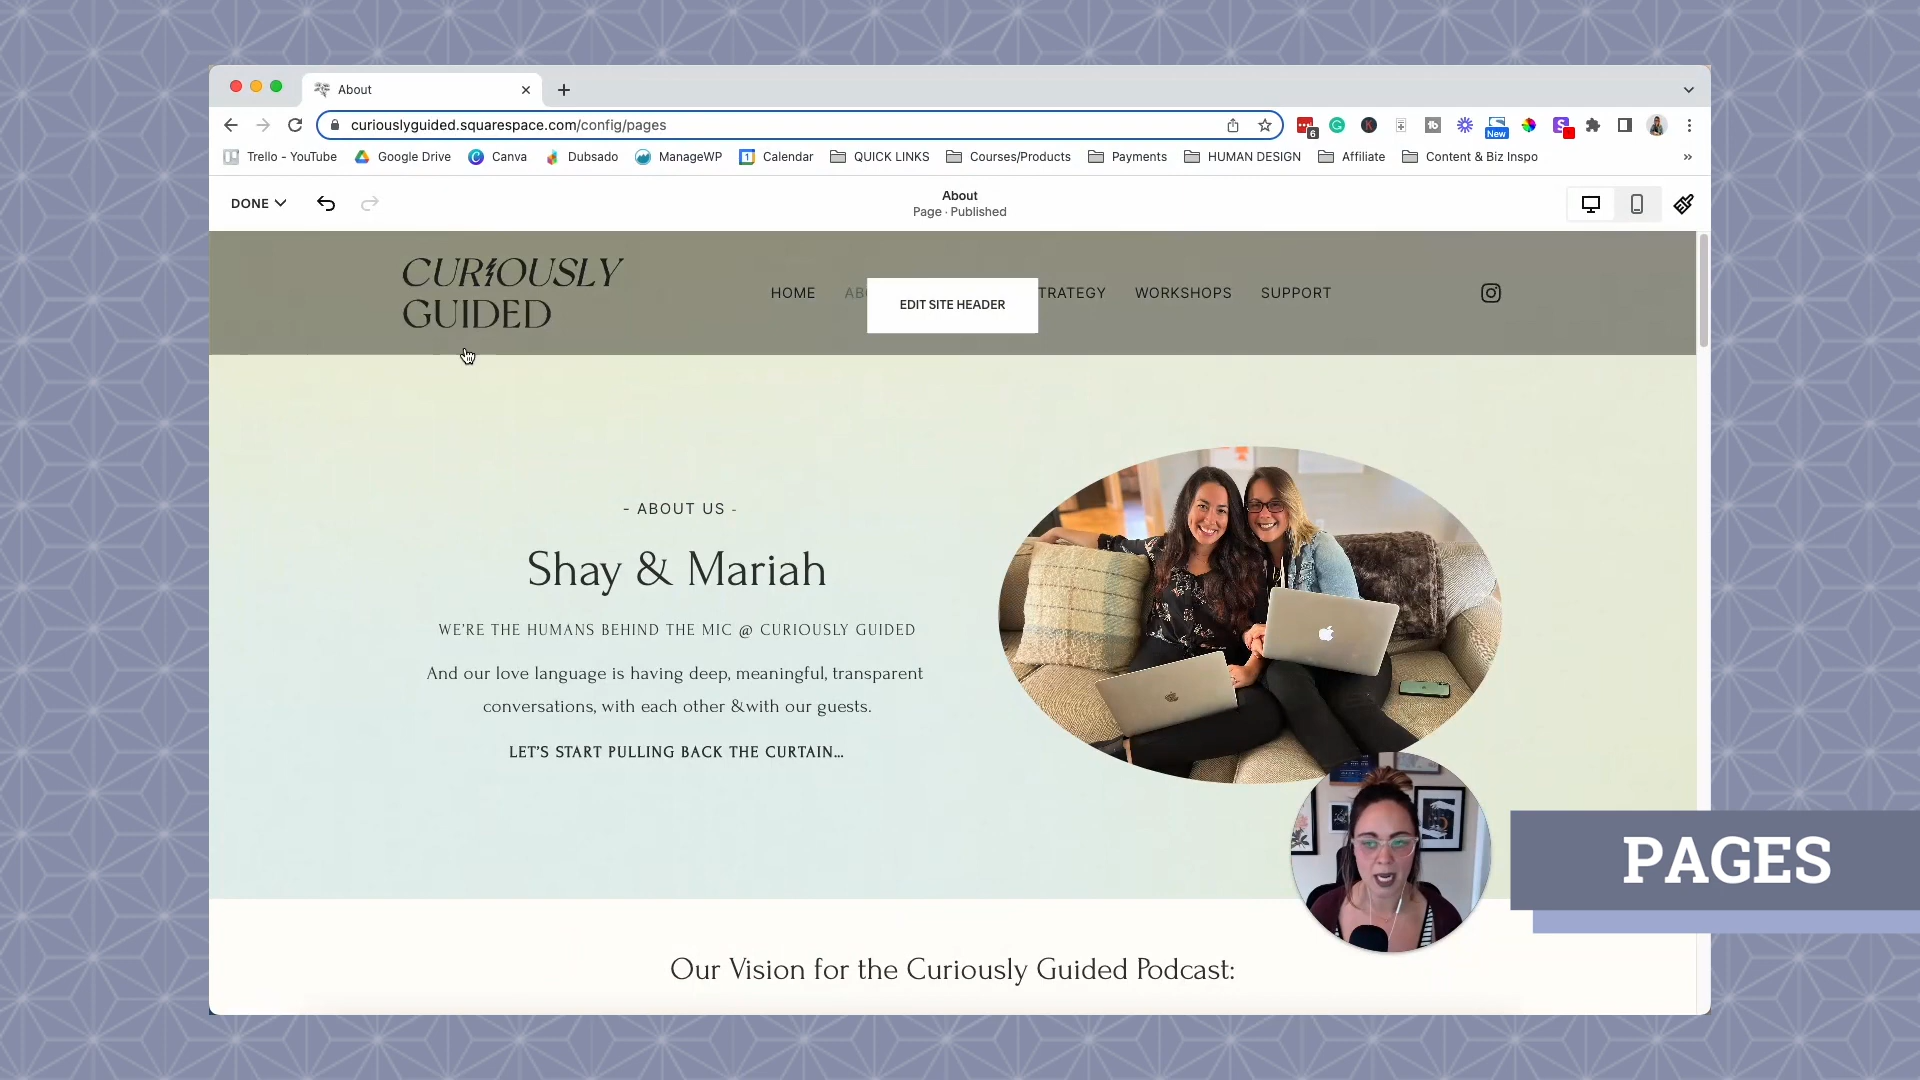 About
curiouslyguided.squarespace.com/config/pages
6
New
Trello - YouTube
Google Drive
Canva
Dubsado
ManageWP
1
Calendar
QUICK LINKS
Courses/Products
Payments
HUMAN DESIGN
Affiliate
Content & Biz Inspo
DONE
About
Page · Published
CURIOUSLY
GUIDED
HOME
AB
TRATEGY
WORKSHOPS
SUPPORT
EDIT SITE HEADER
- ABOUT US -
Shay & Mariah
WE'RE THE HUMANS BEHIND THE MIC @ CURIOUSLY GUIDED
And our love language is having deep, meaningful, transparent
conversations, with each other &with our guests.
LET'S START PULLING BACK THE CURTAIN...
PAGES
Our Vision for the Curiously Guided Podcast: